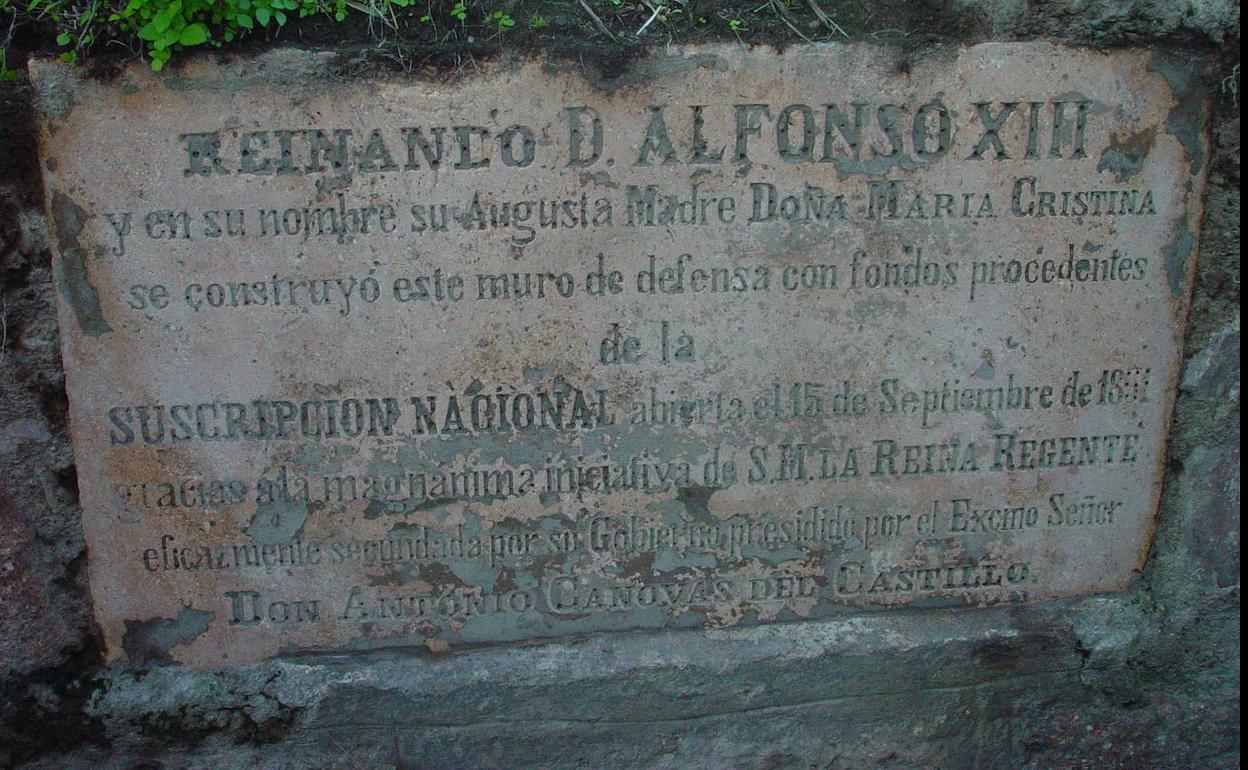 REINANDO D. ALFONSO XIII
y en su nombre su Augusta Madre DOÑA MARIA CRISTINA
se construyó este muro de defensa con fondos procedentes
de la
SUSCRIPCION NACIONAL abierta el 15 de Septiembre de 1891
gracias a la magnanima iniciativa de S.M. LA REINA REGENTE
eficazmente secundada por su Gobierno presidido por el Excmo Señor
DON ANTONIO CANOVAS DEL CASTILLO.